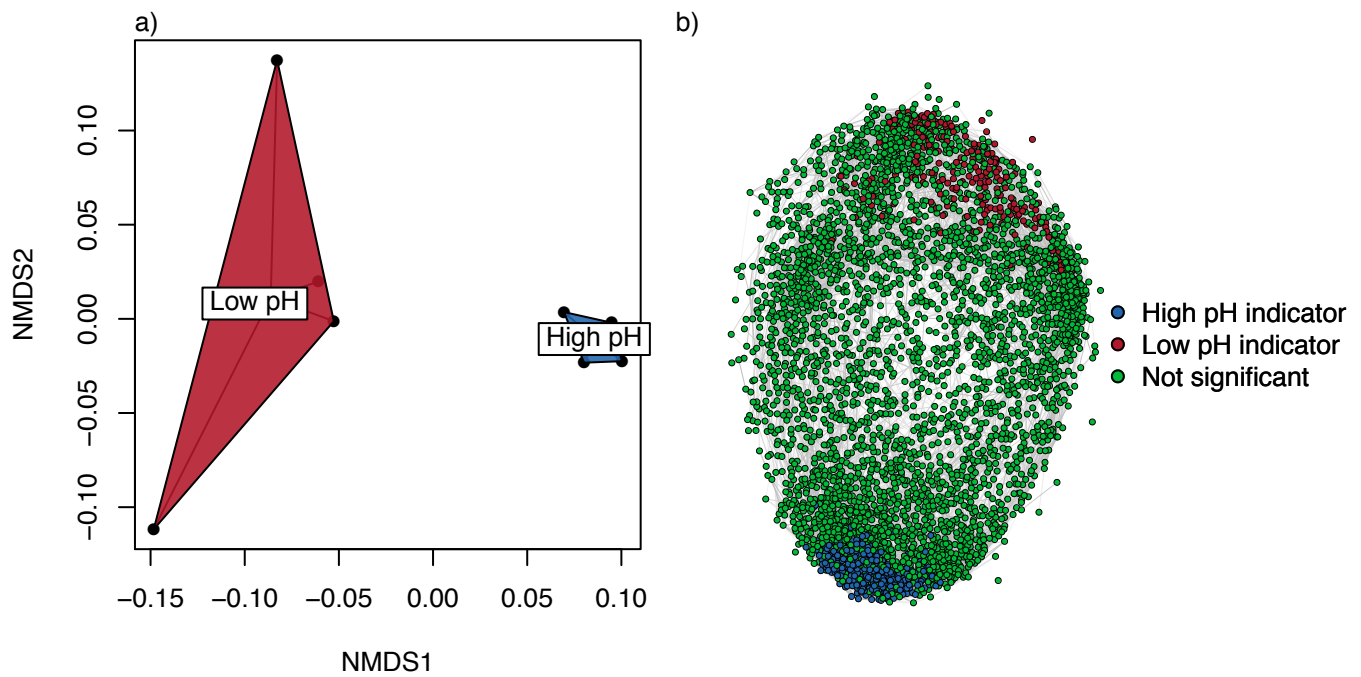 a)
b)
0.10
0.05
0.00
−0.05
−0.10
NMDS2
Low pH
High pH
−0.15 −0.10 −0.05 0.00 0.05 0.10
NMDS1
High pH indicator
Low pH indicator
Not significant